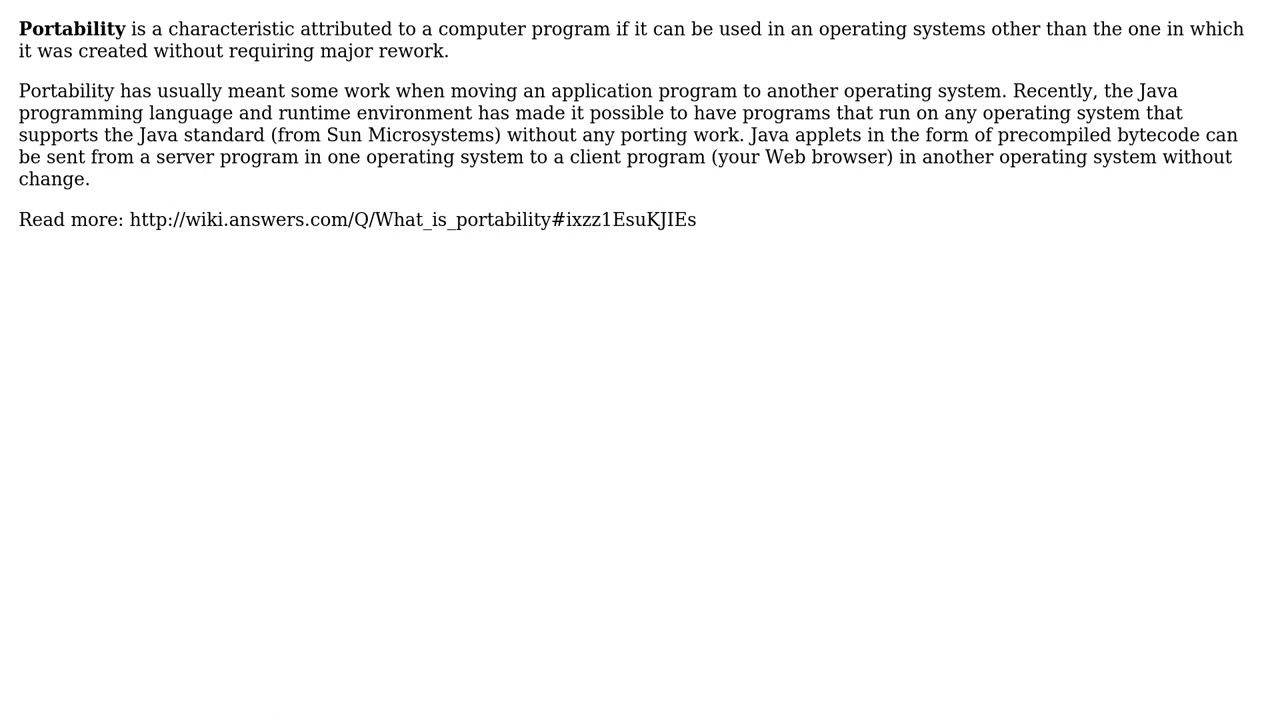 Portability is a characteristic attributed to a computer program if it can be used in an operating systems other than the one in which
it was created without requiring major rework.
Portability has usually meant some work when moving an application program to another operating system. Recently, the Java
programming language and runtime environment has made it possible to have programs that run on any operating system that
supports the Java standard (from Sun Microsystems) without any porting work. Java applets in the form of precompiled bytecode can
be sent from a server program in one operating system to a client program (your Web browser) in another operating system without
change.
Read more: http://wiki.answers.com/Q/What_is_portability#ixzz1EsuKJIEs